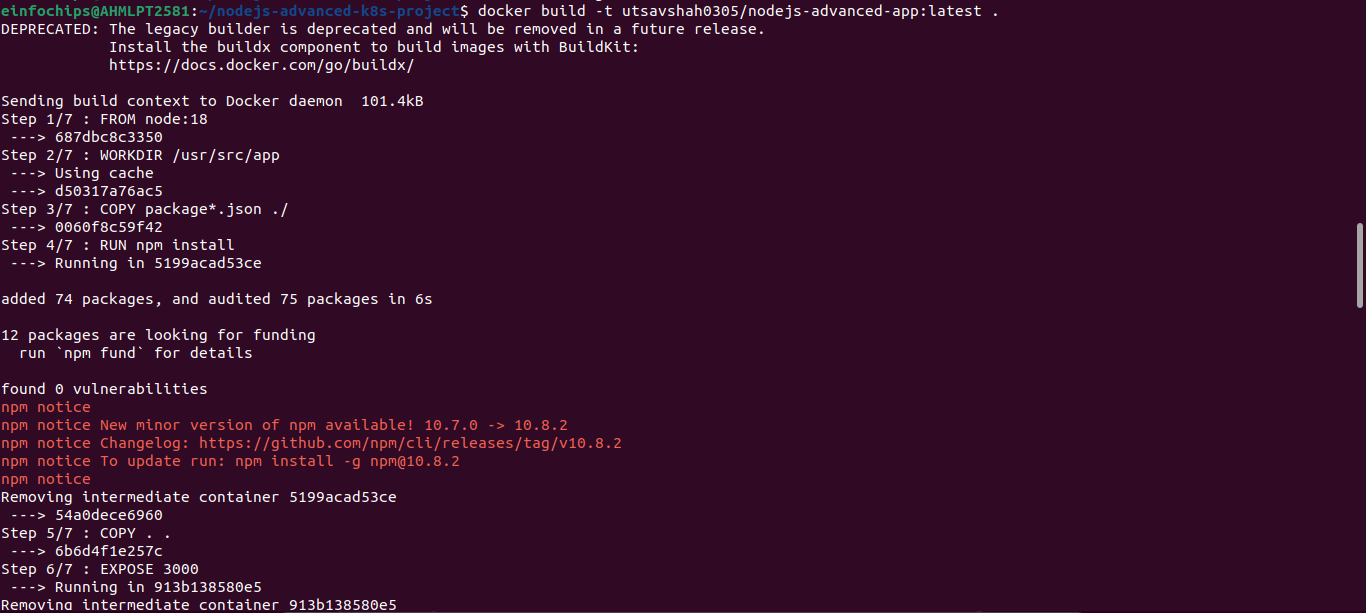 einfochips@AHMLPT2581:~/nodejs-advanced-k8s-project$ docker build -t utsavshah0305/nodejs-advanced-app:latest .
DEPRECATED: The legacy builder is deprecated and will be removed in a future release.
            Install the buildx component to build images with BuildKit:
            https://docs.docker.com/go/buildx/
Sending build context to Docker daemon  101.4kB
Step 1/7 : FROM node:18
 ---> 687dbc8c3350
Step 2/7 : WORKDIR /usr/src/app
 ---> Using cache
 ---> d50317a76ac5
Step 3/7 : COPY package*.json ./
 ---> 0060f8c59f42
Step 4/7 : RUN npm install
 ---> Running in 5199acad53ce
added 74 packages, and audited 75 packages in 6s
12 packages are looking for funding
  run `npm fund` for details
found 0 vulnerabilities
npm notice
npm notice New minor version of npm available! 10.7.0 -> 10.8.2
npm notice Changelog: https://github.com/npm/cli/releases/tag/v10.8.2
npm notice To update run: npm install -g npm@10.8.2
npm notice
Removing intermediate container 5199acad53ce
 ---> 54a0dece6960
Step 5/7 : COPY . .
 ---> 6b6d4f1e257c
Step 6/7 : EXPOSE 3000
 ---> Running in 913b138580e5
Removing intermediate container 913b138580e5